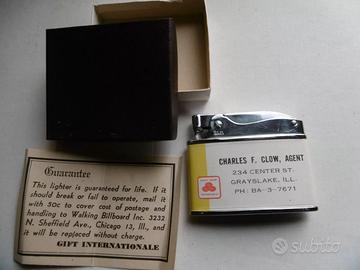 CHARLES F. CLOW, AGENT
234 CENTER ST.
GRAYSLAKE, ILL.
PH: BA-3-7671
Guarantee
This lighter is guaranteed for life. If it
should break or fail to operate, mail it
with 50c to cover cost of postage and
handling to Walking Billboard Inc. 3232
N. Sheffield Ave., Chicago 13, Ill., and
it will be replaced without charge.
GIFT INTERNATIONALE
subito